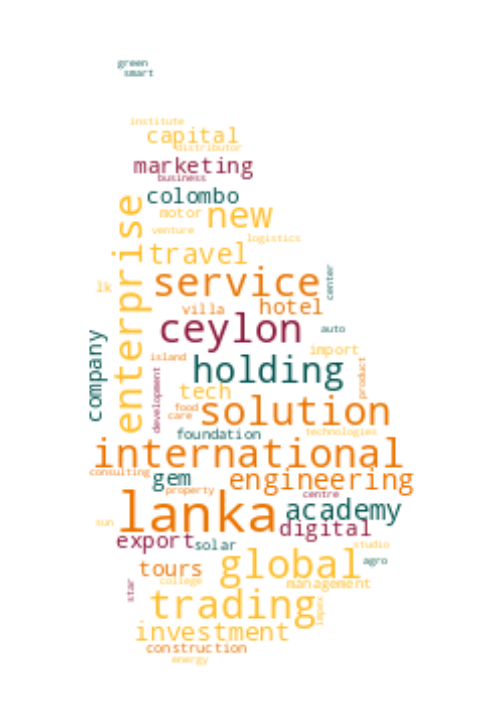 green
smart
institute
capital
distributor
marketing
business
colombo
enterprise
motor
new
venture
logistics
travel
service
center
lk
villa
hotel
ceylon
auto
company
import
island
holding
product
development
tech
food
care
solution
foundation
technologies
international
consulting
gem
engineering
property
centre
lanka
academy
sun
digital
export
solar
studio
global
agro
tours
college
management
star
trading
impex
investment
construction
energy